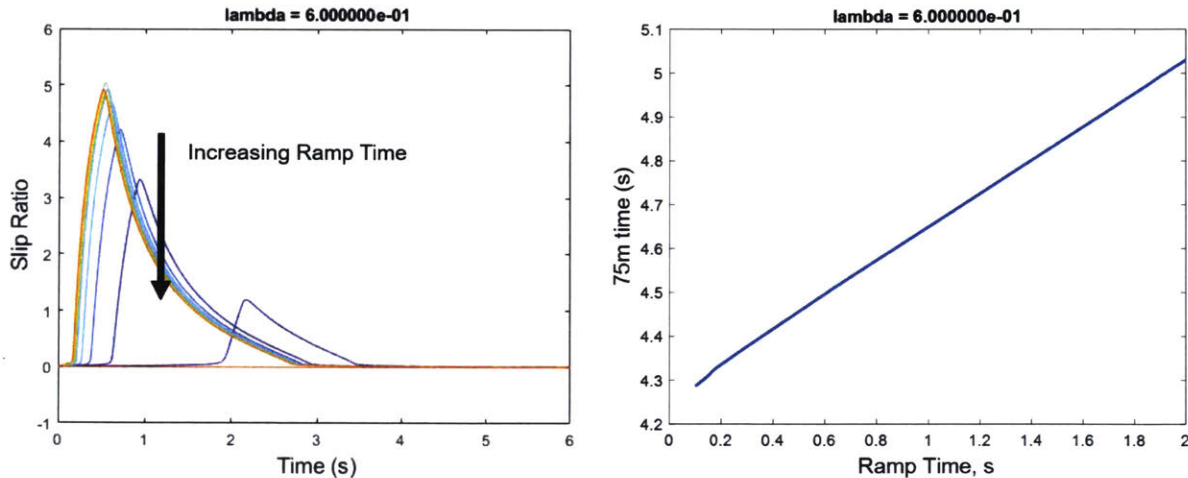 lambda = 6.000000e-01
6
5
4
3
2
1
0
-1
Slip Ratio
Increasing Ramp Time
0 1 2 3 4 5 6
Time (s)
lambda = 6.000000e-01
5.1
5
4.9
4.8
4.7
4.6
4.5
4.4
4.3
4.2
75m time (s)
0 0.2 0.4 0.6 0.8 1 1.2 1.4 1.6 1.8 2
Ramp Time, s